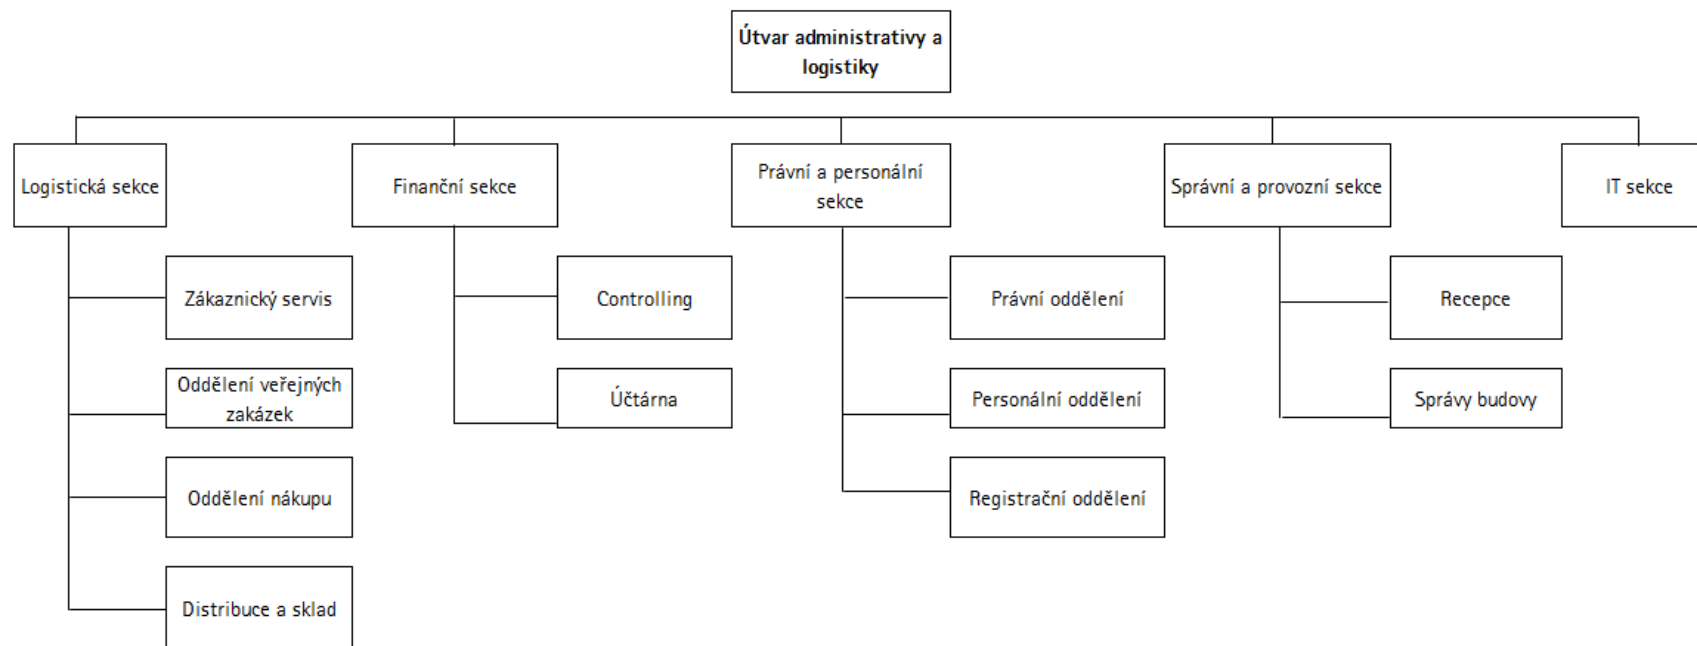 Útvar administrativy a
logistiky
Logistická sekce
Finanční sekce
Právní a personální
sekce
Správní a provozní sekce
IT sekce
Zákaznický servis
Controlling
Právní oddělení
Recepce
Oddělení veřejných
zakázek
Účtárna
Personální oddělení
Správy budovy
Oddělení nákupu
Registrační oddělení
Distribuce a sklad